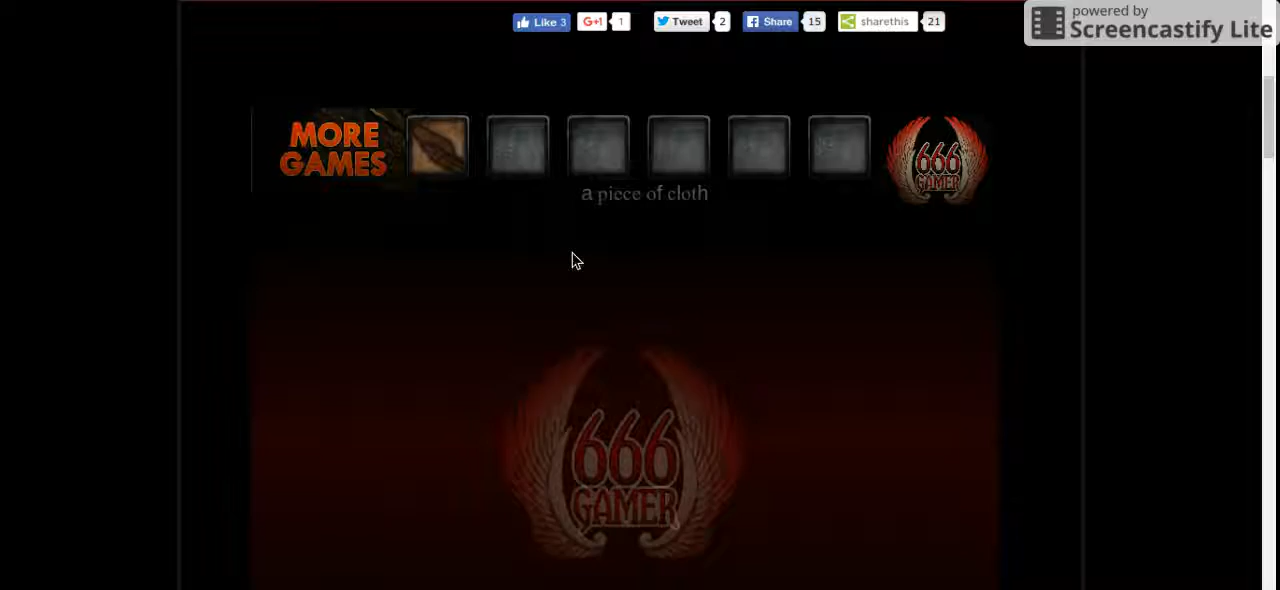 Like 3 G+1 1 Tweet 2 Share 15 sharethis 21
powered by
Screencastify Lite
MORE
GAMES
666
GAMER
a piece of cloth
666
GAMER